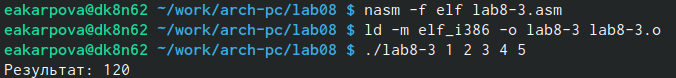 eakarpova@dk8n62 ~/work/arch-pc/lab08 $ nasm -f elf lab8-3.asm
eakarpova@dk8n62 ~/work/arch-pc/lab08 $ ld -m elf_i386 -o lab8-3 lab8-3.o
eakarpova@dk8n62 ~/work/arch-pc/lab08 $ ./lab8-3 1 2 3 4 5
Результат: 120